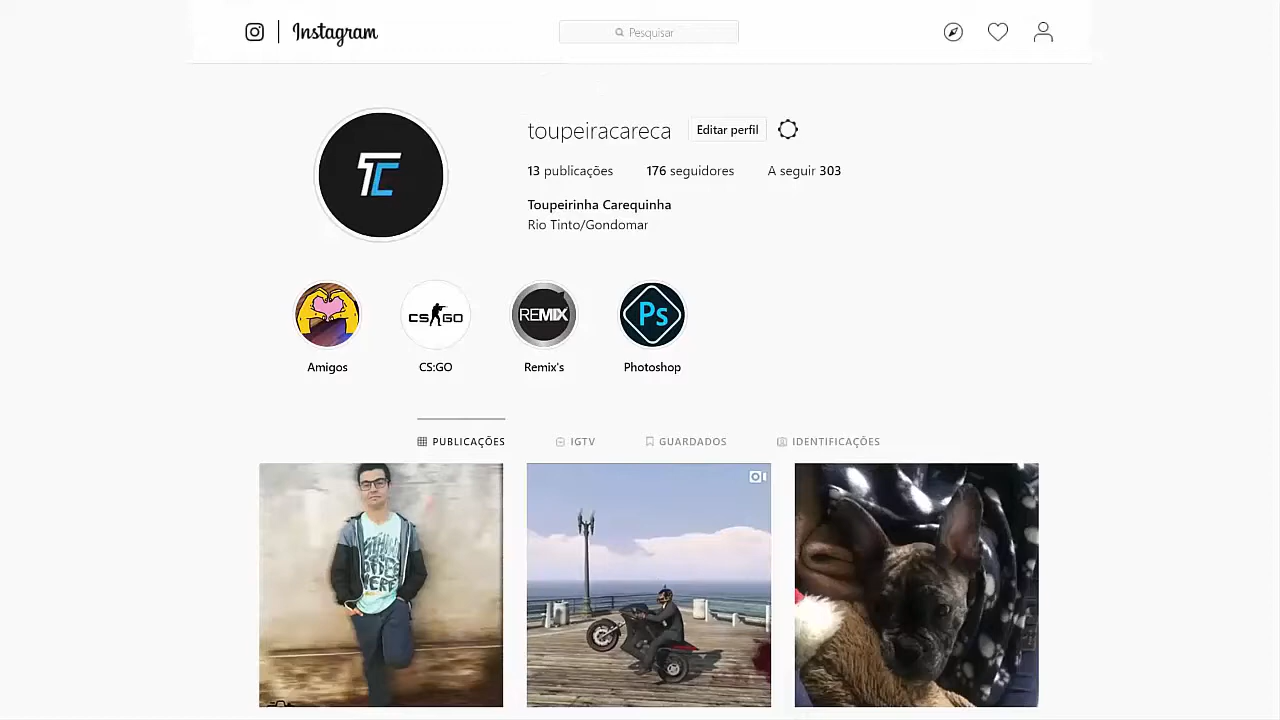 Instagram
Pesquisar
TC
toupeiracareca Editar perfil
13 publicações 176 seguidores A seguir 303
Toupeirinha Carequinha
Rio Tinto/Gondomar
CS GO REMIX Ps
Amigos CS:GO Remix's Photoshop
PUBLICAÇÕES IGTV GUARDADOS IDENTIFICAÇÕES